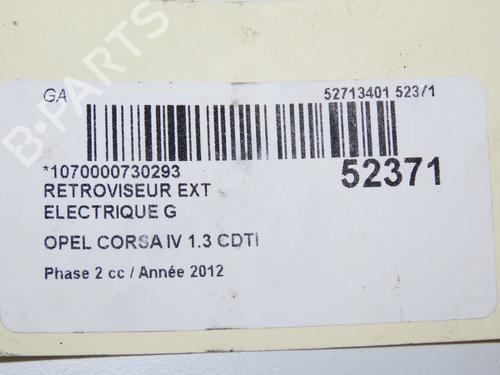 GA
52713401 52371
*1070000730293
52371
RETROVISEUR EXT
ELECTRIQUE G
OPEL CORSA IV 1.3 CDTI
Phase 2 cc / Année 2012
B-PARTS